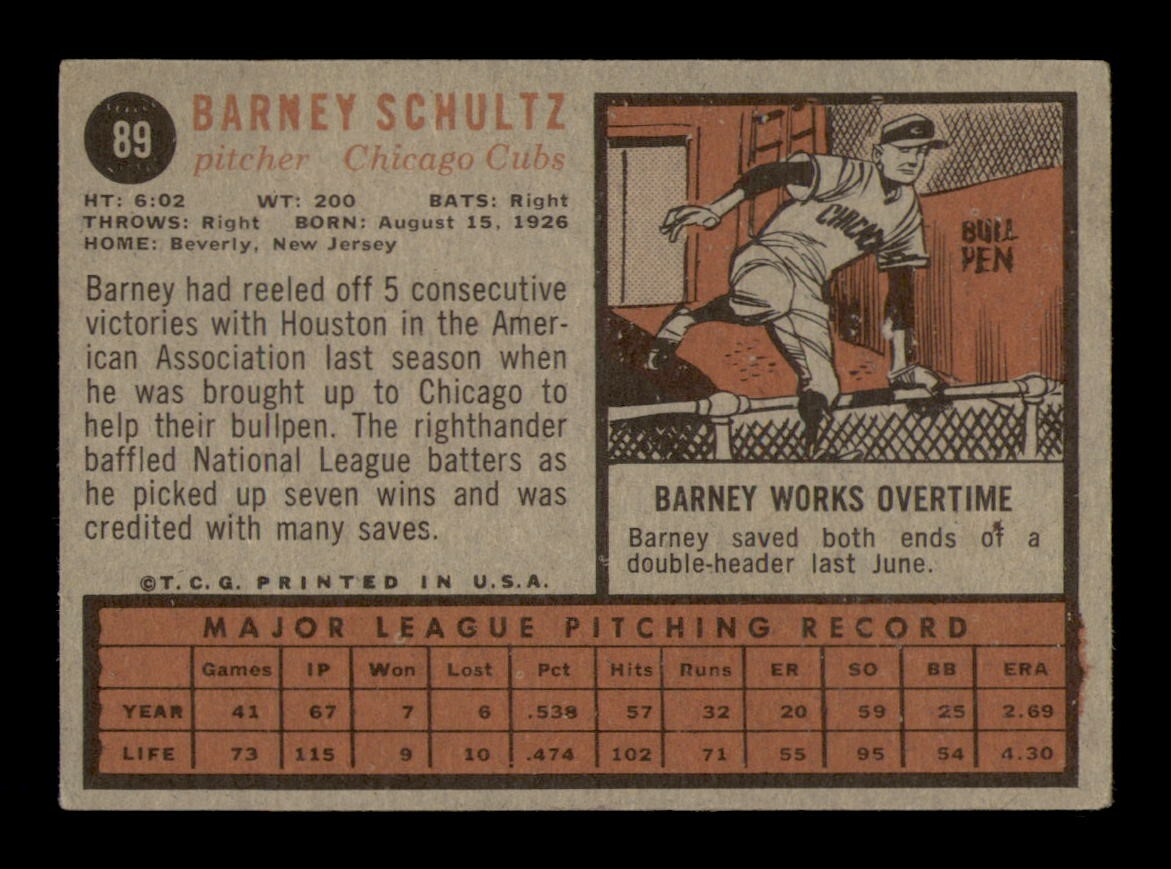 89
BARNEY SCHULTZ
pitcher Chicago Cubs
HT: 6:02 WT: 200 BATS: Right
THROWS: Right BORN: August 15, 1926
HOME: Beverly, New Jersey
Barney had reeled off 5 consecutive
victories with Houston in the Amer-
ican Association last season when
he was brought up to Chicago to
help their bullpen. The righthander
baffled National League batters as
he picked up seven wins and was
credited with many saves.
©T.C.G. PRINTED IN U.S.A.
C
CHICAGO
BULL
PEN
BARNEY WORKS OVERTIME
Barney saved both ends of a
double-header last June.
MAJOR LEAGUE PITCHING RECORD
Games IP Won Lost Pct Hits Runs ER SO BB ERA
YEAR 41 67 7 6 .538 57 32 20 59 25 2.69
LIFE 73 115 9 10 .474 102 71 55 95 54 4.30